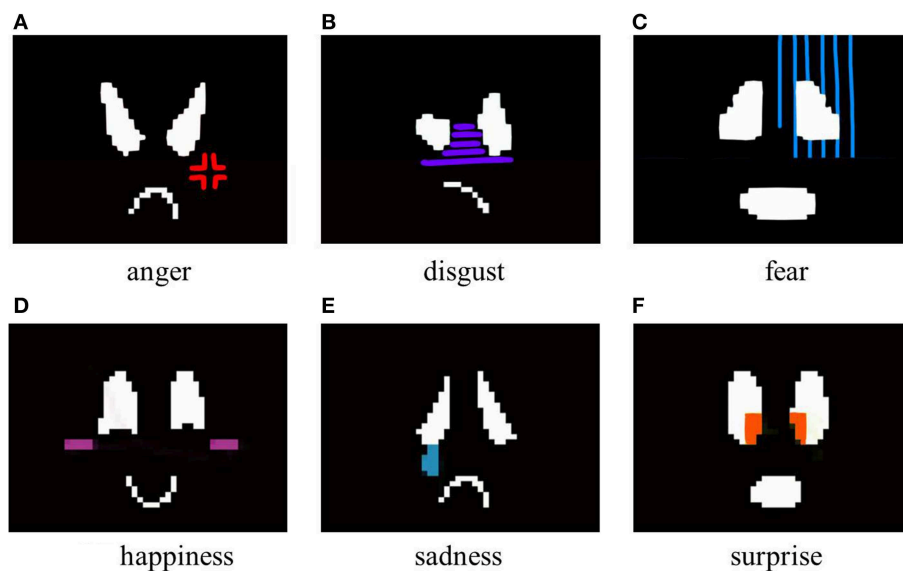 A
B
C
anger
disgust
fear
D
E
F
happiness
sadness
surprise